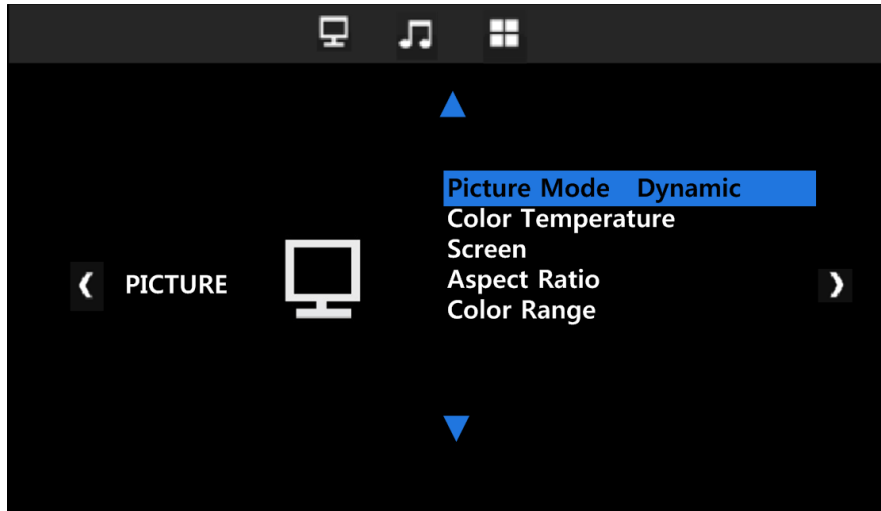 PICTURE
Picture Mode Dynamic
Color Temperature
Screen
Aspect Ratio
Color Range